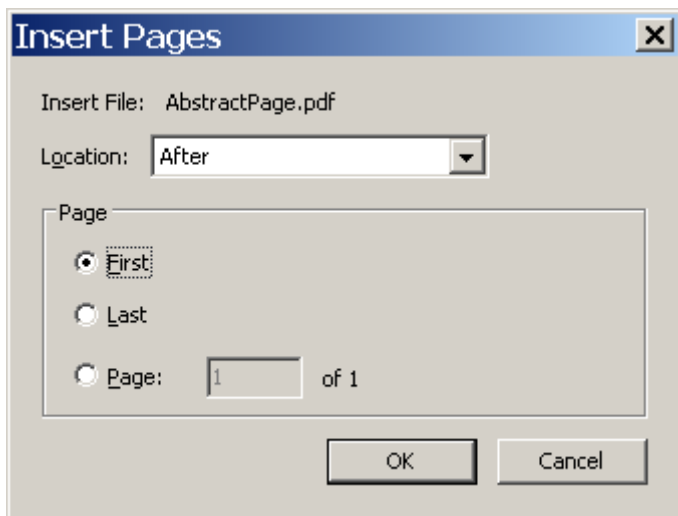 Insert Pages
Insert File: AbstractPage.pdf
Location: After
Page
First
Last
Page: 1 of 1
OK Cancel